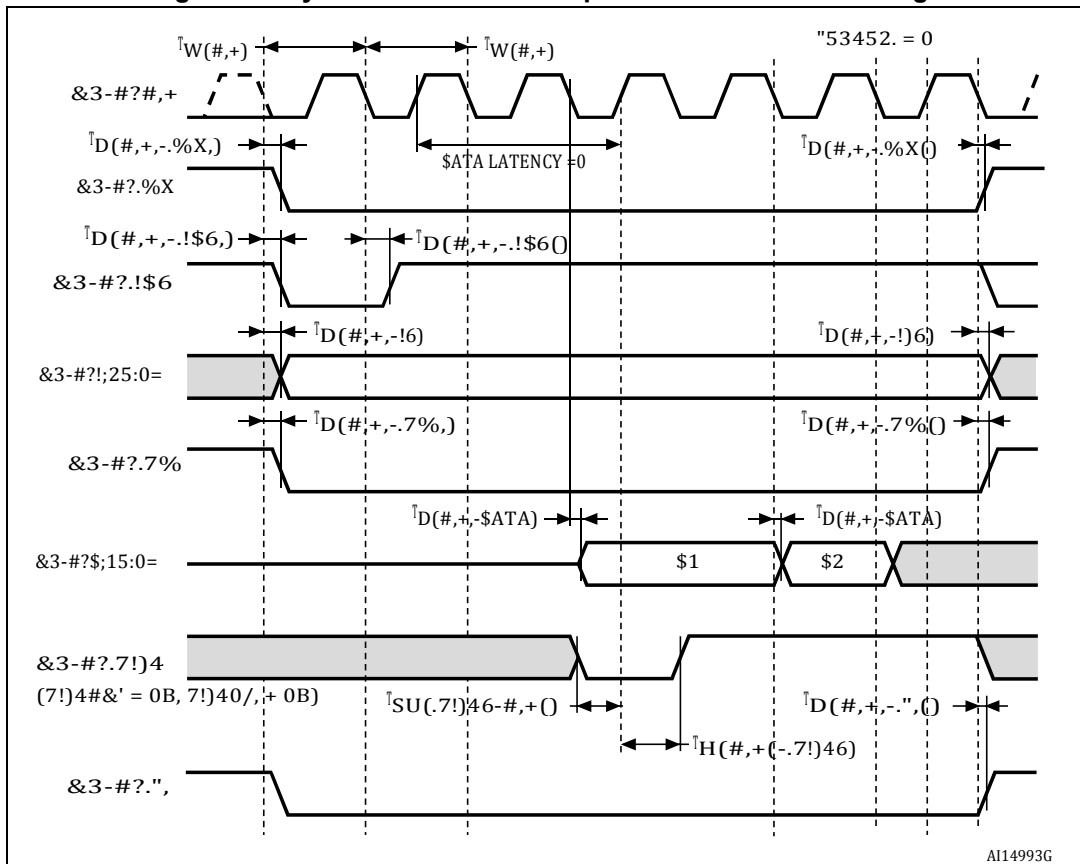 ᵀW(#,+) ᵀW(#,+) "53452. = 0
&3-#?#,+
ᵀD(#,+,-.%X,) $ATA LATENCY =0 ᵀD(#,+,-.%X()
&3-#?.%X
ᵀD(#,+,-.!$6,) ᵀD(#,+,-.!$6()
&3-#?.!$6
ᵀD(#,+,-!6) ᵀD(#,+,-!)6)
&3-#?!;25:0=
ᵀD(#,+,-.7%,) ᵀD(#,+,-.7%()
&3-#?.7%
ᵀD(#,+,-$ATA) ᵀD(#,+,-$ATA)
&3-#?$;15:0= $1 $2
&3-#?.7!)4
(7!)4#&' = 0B, 7!)40/,+ 0B)
ᵀSU(.7!)46-#,+() ᵀD(#,+,-.",()
ᵀH(#,+(-.7!)46)
&3-#?.",
AI14993G